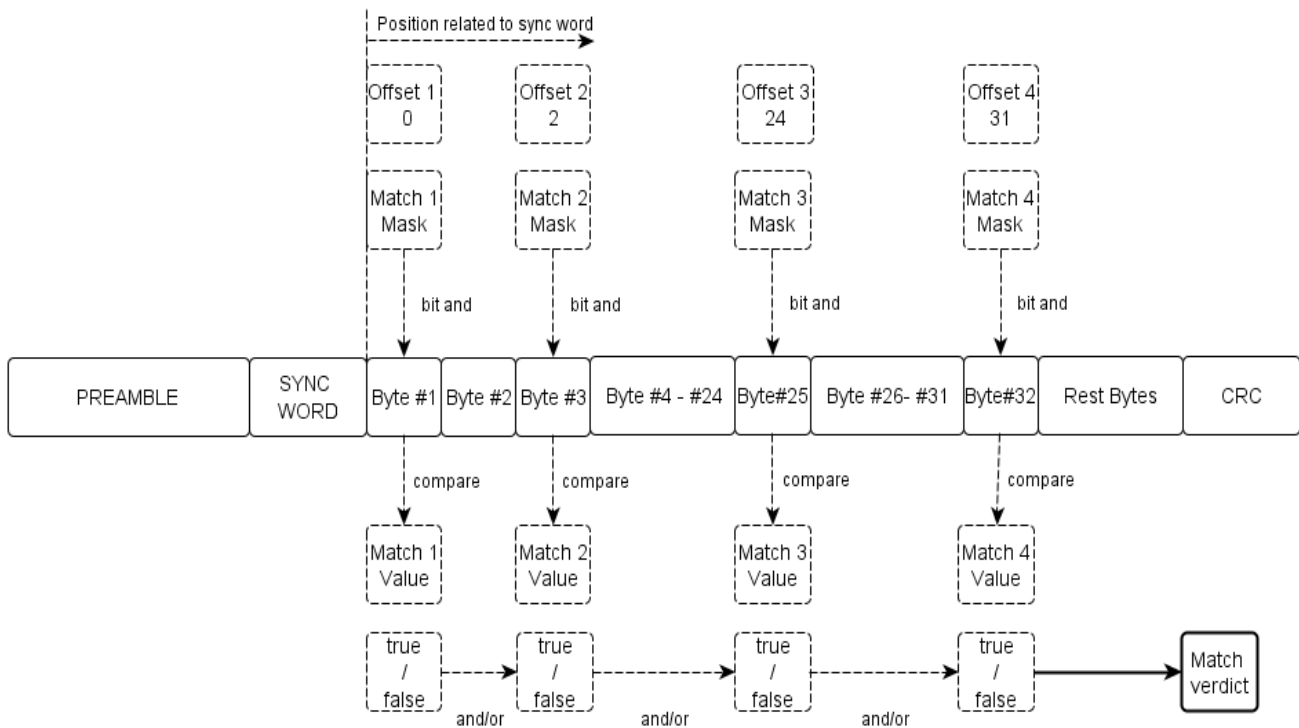 Position related to sync word
Offset 1 Offset 2 Offset 3 Offset 4
0 2 24 31
Match 1 Match 2 Match 3 Match 4
Mask Mask Mask Mask
bit and bit and bit and bit and
PREAMBLE SYNC WORD Byte #1 Byte #2 Byte #3 Byte #4 - #24 Byte#25 Byte #26- #31 Byte#32 Rest Bytes CRC
compare compare compare compare
Match 1 Match 2 Match 3 Match 4
Value Value Value Value
true true true true
/ / / / Match
false false false false verdict
and/or and/or and/or